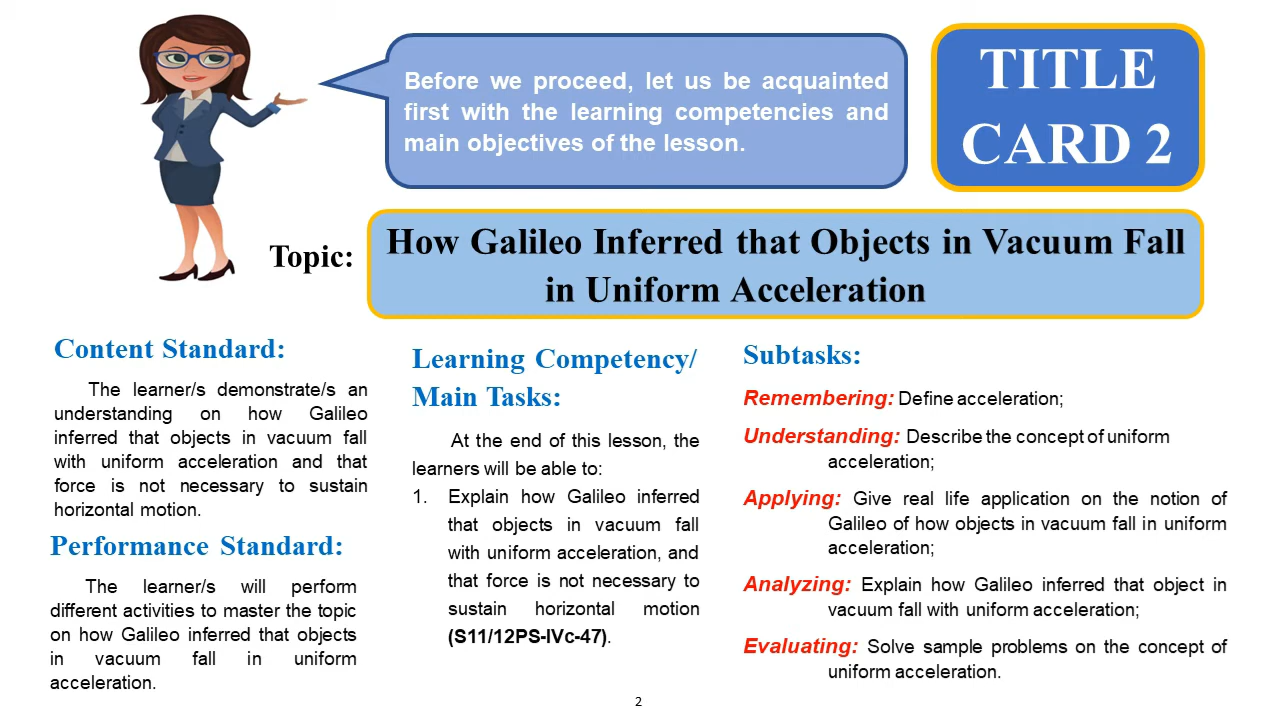 Before we proceed, let us be acquainted
first with the learning competencies and
main objectives of the lesson.
TITLE
CARD 2
Topic:
How Galileo Inferred that Objects in Vacuum Fall
in Uniform Acceleration
Content Standard:
The learner/s demonstrate/s an
understanding on how Galileo
inferred that objects in vacuum fall
with uniform acceleration and that
force is not necessary to sustain
horizontal motion.
Performance Standard:
The learner/s will perform
different activities to master the topic
on how Galileo inferred that objects
in vacuum fall in uniform
acceleration.
Learning Competency/
Main Tasks:
At the end of this lesson, the
learners will be able to:
1. Explain how Galileo inferred
that objects in vacuum fall
with uniform acceleration, and
that force is not necessary to
sustain horizontal motion
(S11/12PS-IVc-47).
Subtasks:
Remembering: Define acceleration;
Understanding: Describe the concept of uniform
acceleration;
Applying: Give real life application on the notion of
Galileo of how objects in vacuum fall in uniform
acceleration;
Analyzing: Explain how Galileo inferred that object in
vacuum fall with uniform acceleration;
Evaluating: Solve sample problems on the concept of
uniform acceleration.
2